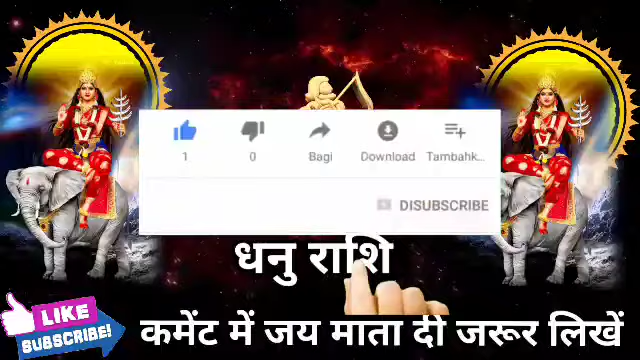 1 0 Bagi Download Tambahk...
DISUBSCRIBE
धनु राशि
LIKE
SUBSCRIBE!
कमेंट में जय माता दी जरूर लिखें